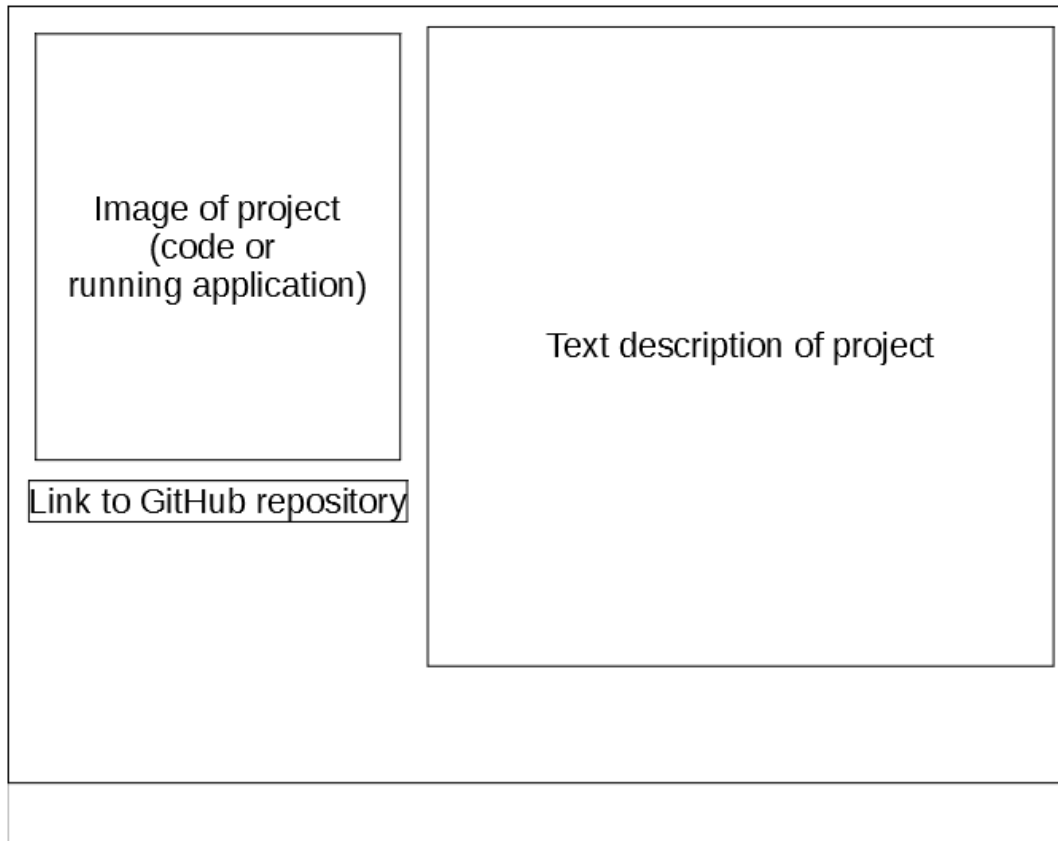 Image of project
(code or
running application)
Link to GitHub repository
Text description of project